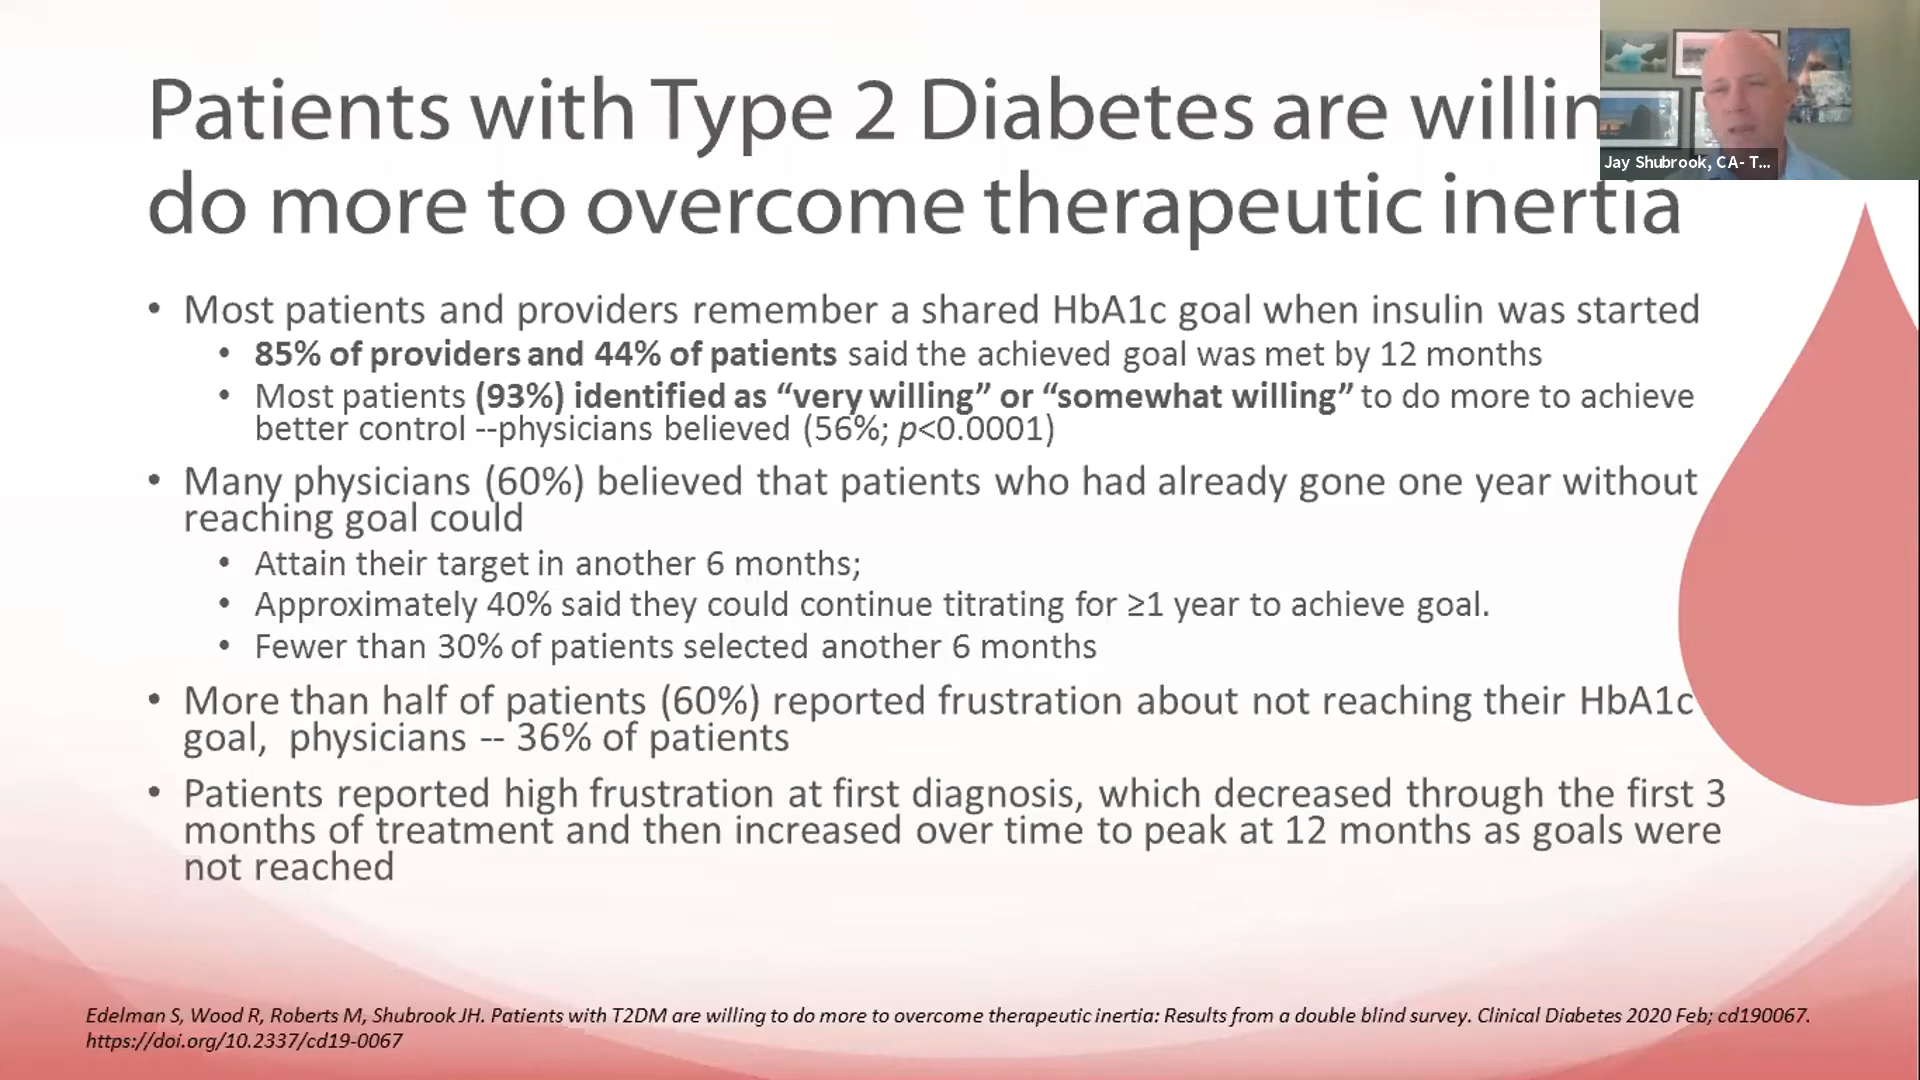 Patients with Type 2 Diabetes are willin
Jay Shubrook, CA- T...
do more to overcome therapeutic inertia
• Most patients and providers remember a shared HbA1c goal when insulin was started
• 85% of providers and 44% of patients said the achieved goal was met by 12 months
• Most patients (93%) identified as “very willing” or “somewhat willing” to do more to achieve
better control --physicians believed (56%; p<0.0001)
• Many physicians (60%) believed that patients who had already gone one year without
reaching goal could
• Attain their target in another 6 months;
• Approximately 40% said they could continue titrating for ≥1 year to achieve goal.
• Fewer than 30% of patients selected another 6 months
• More than half of patients (60%) reported frustration about not reaching their HbA1c
goal, physicians -- 36% of patients
• Patients reported high frustration at first diagnosis, which decreased through the first 3
months of treatment and then increased over time to peak at 12 months as goals were
not reached
Edelman S, Wood R, Roberts M, Shubrook JH. Patients with T2DM are willing to do more to overcome therapeutic inertia: Results from a double blind survey. Clinical Diabetes 2020 Feb; cd190067.
https://doi.org/10.2337/cd19-0067